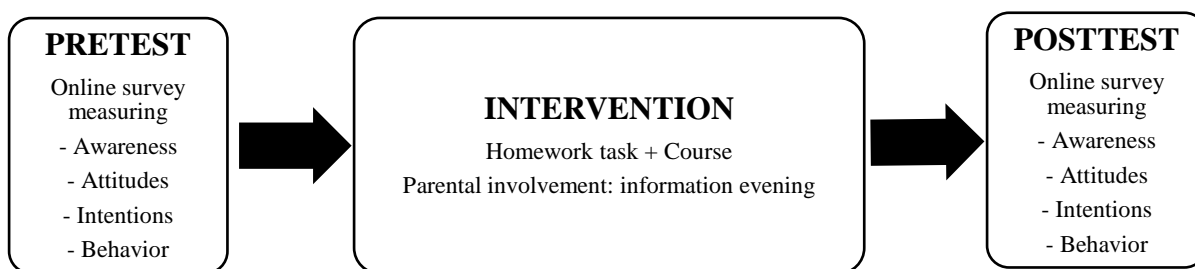 PRETEST
Online survey
measuring
- Awareness
- Attitudes
- Intentions
- Behavior
INTERVENTION
Homework task + Course
Parental involvement: information evening
POSTTEST
Online survey
measuring
- Awareness
- Attitudes
- Intentions
- Behavior